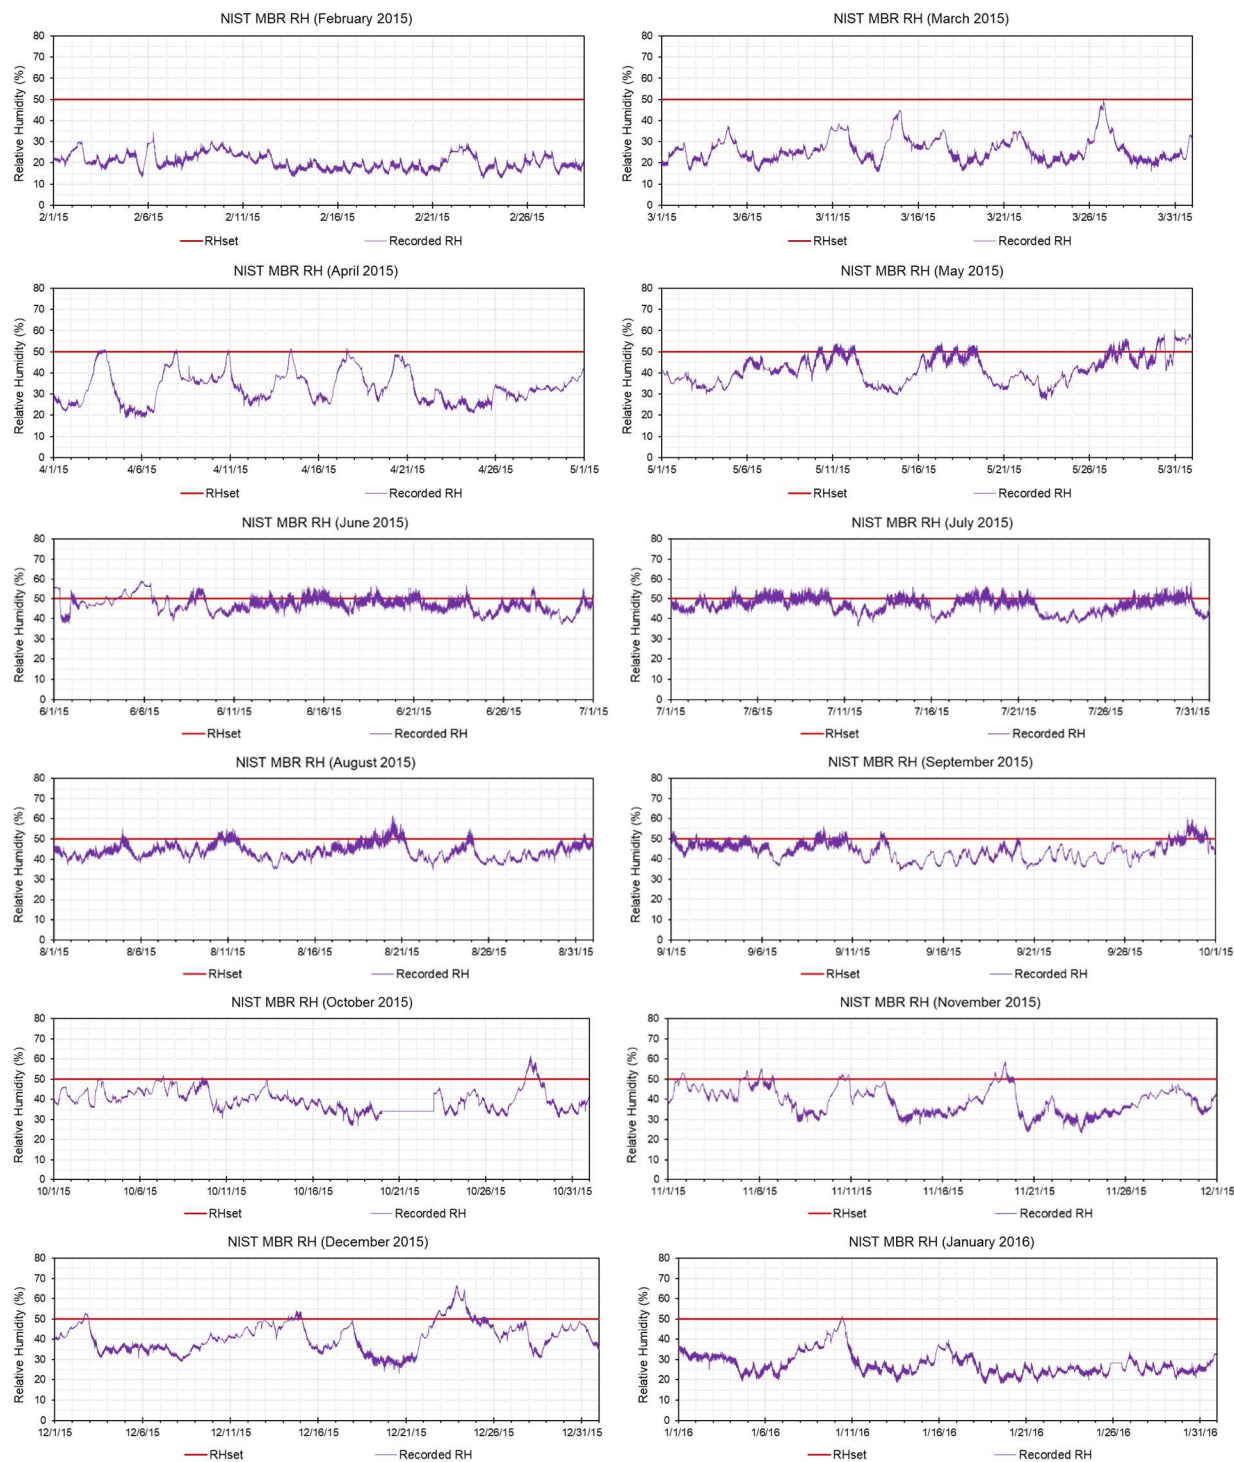 NIST MBR RH (February 2015)
Relative Humidity (%)
80
70
60
50
40
30
20
10
0
2/1/15 2/6/15 2/11/15 2/16/15 2/21/15 2/26/15
RHset Recorded RH
NIST MBR RH (March 2015)
Relative Humidity (%)
80
70
60
50
40
30
20
10
0
3/1/15 3/6/15 3/11/15 3/16/15 3/21/15 3/26/15 3/31/15
RHset Recorded RH
NIST MBR RH (April 2015)
Relative Humidity (%)
80
70
60
50
40
30
20
10
0
4/1/15 4/6/15 4/11/15 4/16/15 4/21/15 4/26/15 5/1/15
RHset Recorded RH
NIST MBR RH (May 2015)
Relative Humidity (%)
80
70
60
50
40
30
20
10
0
5/1/15 5/6/15 5/11/15 5/16/15 5/21/15 5/26/15 5/31/15
RHset Recorded RH
NIST MBR RH (June 2015)
Relative Humidity (%)
80
70
60
50
40
30
20
10
0
6/1/15 6/6/15 6/11/15 6/16/15 6/21/15 6/26/15 7/1/15
RHset Recorded RH
NIST MBR RH (July 2015)
Relative Humidity (%)
80
70
60
50
40
30
20
10
0
7/1/15 7/6/15 7/11/15 7/16/15 7/21/15 7/26/15 7/31/15
RHset Recorded RH
NIST MBR RH (August 2015)
Relative Humidity (%)
80
70
60
50
40
30
20
10
0
8/1/15 8/6/15 8/11/15 8/16/15 8/21/15 8/26/15 8/31/15
RHset Recorded RH
NIST MBR RH (September 2015)
Relative Humidity (%)
80
70
60
50
40
30
20
10
0
9/1/15 9/6/15 9/11/15 9/16/15 9/21/15 9/26/15 10/1/15
RHset Recorded RH
NIST MBR RH (October 2015)
Relative Humidity (%)
80
70
60
50
40
30
20
10
0
10/1/15 10/6/15 10/11/15 10/16/15 10/21/15 10/26/15 10/31/15
RHset Recorded RH
NIST MBR RH (November 2015)
Relative Humidity (%)
80
70
60
50
40
30
20
10
0
11/1/15 11/6/15 11/11/15 11/16/15 11/21/15 11/26/15 12/1/15
RHset Recorded RH
NIST MBR RH (December 2015)
Relative Humidity (%)
80
70
60
50
40
30
20
10
0
12/1/15 12/6/15 12/11/15 12/16/15 12/21/15 12/26/15 12/31/15
RHset Recorded RH
NIST MBR RH (January 2016)
Relative Humidity (%)
80
70
60
50
40
30
20
10
0
1/1/16 1/6/16 1/11/16 1/16/16 1/21/16 1/26/16 1/31/16
RHset Recorded RH